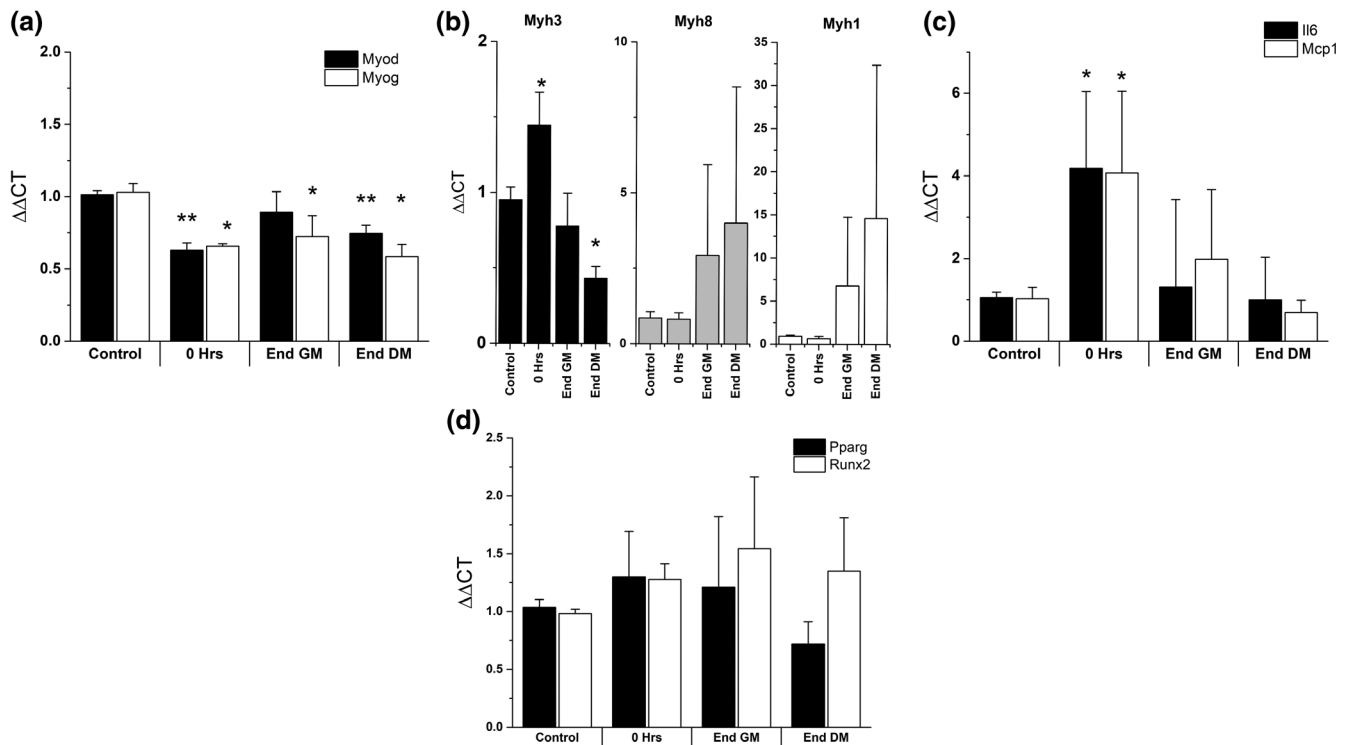 (a)
Myod
Myog
ΔΔCT
2.0
1.5
1.0
0.5
0.0
** * * ** *
Control 0 Hrs End GM End DM
(b)
Myh3 Myh8 Myh1
ΔΔCT
2
1
0
* *
Control 0 Hrs End GM End DM
10
5
0
Control 0 Hrs End GM End DM
35
30
25
20
15
10
5
0
Control 0 Hrs End GM End DM
(c)
Il6
Mcp1
ΔΔCT
6
4
2
0
* *
Control 0 Hrs End GM End DM
(d)
Pparg
Runx2
ΔΔCT
2.5
2.0
1.5
1.0
0.5
0.0
Control 0 Hrs End GM End DM